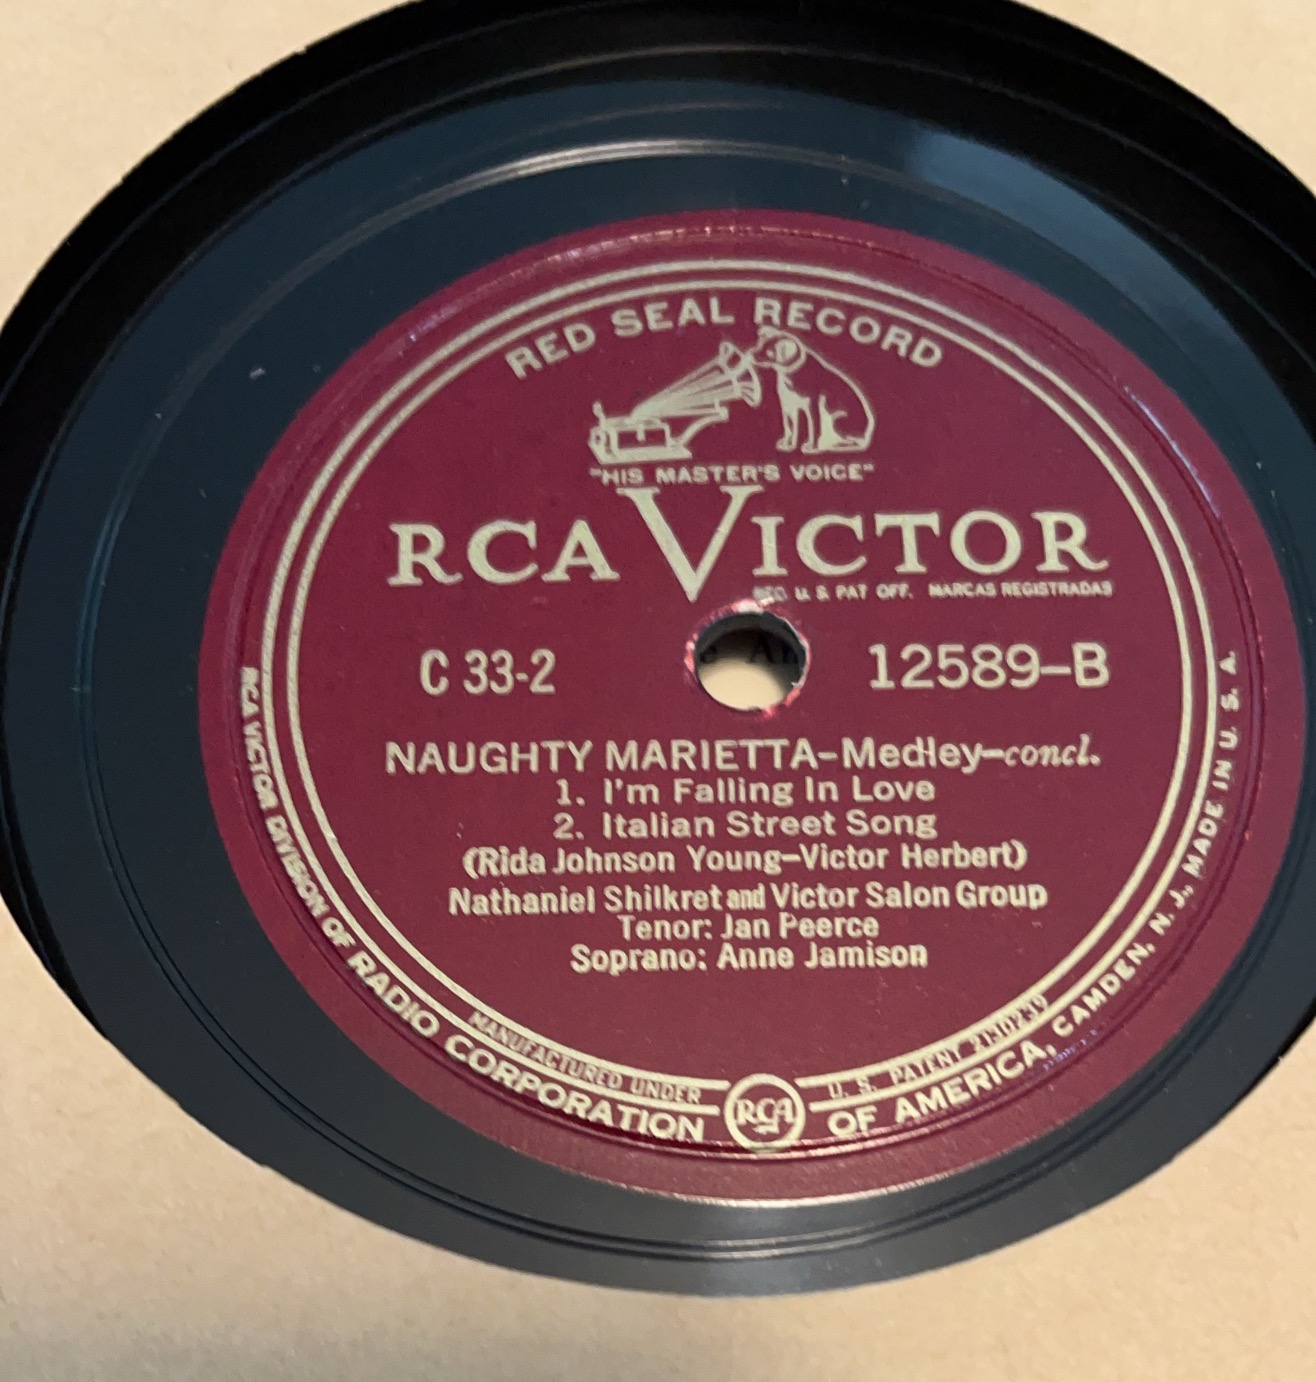 RED SEAL RECORD
"HIS MASTER'S VOICE"
RCA VICTOR
REG. U. S. PAT. OFF. MARCAS REGISTRADAS
C 33-2
12589-B
NAUGHTY MARIETTA-Medley-concl.
1. I'm Falling In Love
2. Italian Street Song
(Rida Johnson Young-Victor Herbert)
Nathaniel Shilkret and Victor Salon Group
Tenor: Jan Peerce
Soprano: Anne Jamison
MANUFACTURED UNDER
U. S. PATENT 2130239
RCA
RCA VICTOR DIVISION OF RADIO CORPORATION OF AMERICA, CAMDEN, N. J., MADE IN U. S. A.